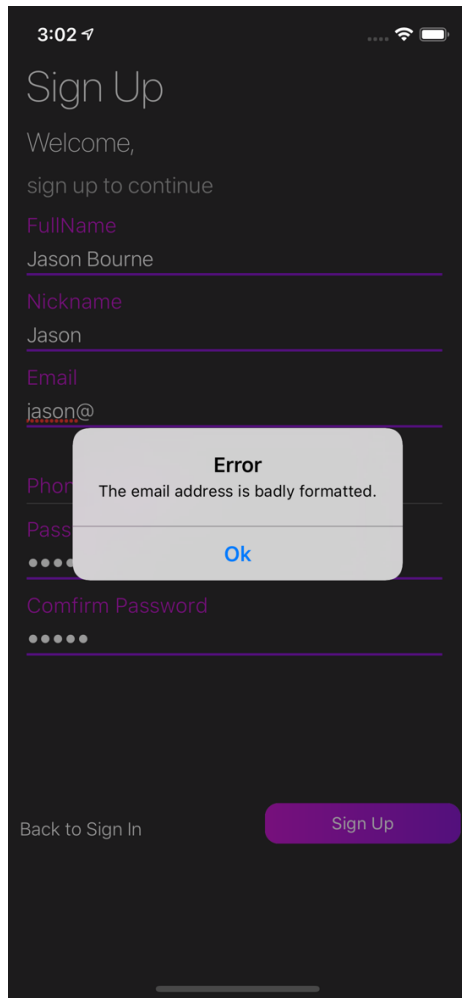 3:02
Sign Up
Welcome,
sign up to continue
FullName
Jason Bourne
Nickname
Jason
Email
jason@
Error
The email address is badly formatted.
Ok
Comfirm Password
Back to Sign In
Sign Up